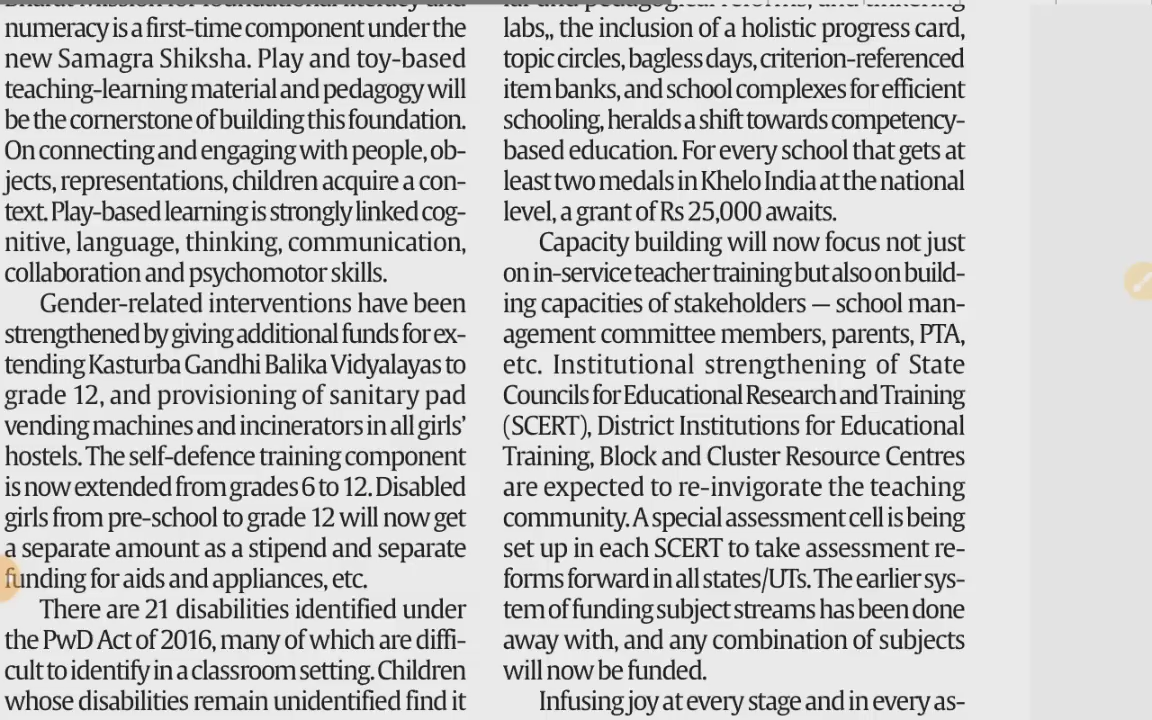 numeracy is a first-time component under the
new Samagra Shiksha. Play and toy-based
teaching-learning material and pedagogy will
be the cornerstone of building this foundation.
On connecting and engaging with people, ob-
jects, representations, children acquire a con-
text. Play-based learning is strongly linked cog-
nitive, language, thinking, communication,
collaboration and psychomotor skills.
Gender-related interventions have been
strengthened by giving additional funds for ex-
tending Kasturba Gandhi Balika Vidyalayas to
grade 12, and provisioning of sanitary pad
vending machines and incinerators in all girls'
hostels. The self-defence training component
is now extended from grades 6 to 12. Disabled
girls from pre-school to grade 12 will now get
a separate amount as a stipend and separate
funding for aids and appliances, etc.
There are 21 disabilities identified under
the PwD Act of 2016, many of which are diffi-
cult to identify in a classroom setting. Children
whose disabilities remain unidentified find it
labs,, the inclusion of a holistic progress card,
topic circles, bagless days, criterion-referenced
item banks, and school complexes for efficient
schooling, heralds a shift towards competency-
based education. For every school that gets at
least two medals in Khelo India at the national
level, a grant of Rs 25,000 awaits.
Capacity building will now focus not just
on in-service teacher training but also on build-
ing capacities of stakeholders — school man-
agement committee members, parents, PTA,
etc. Institutional strengthening of State
Councils for Educational Research and Training
(SCERT), District Institutions for Educational
Training, Block and Cluster Resource Centres
are expected to re-invigorate the teaching
community. A special assessment cell is being
set up in each SCERT to take assessment re-
forms forward in all states/UTs. The earlier sys-
tem of funding subject streams has been done
away with, and any combination of subjects
will now be funded.
Infusing joy at every stage and in every as-